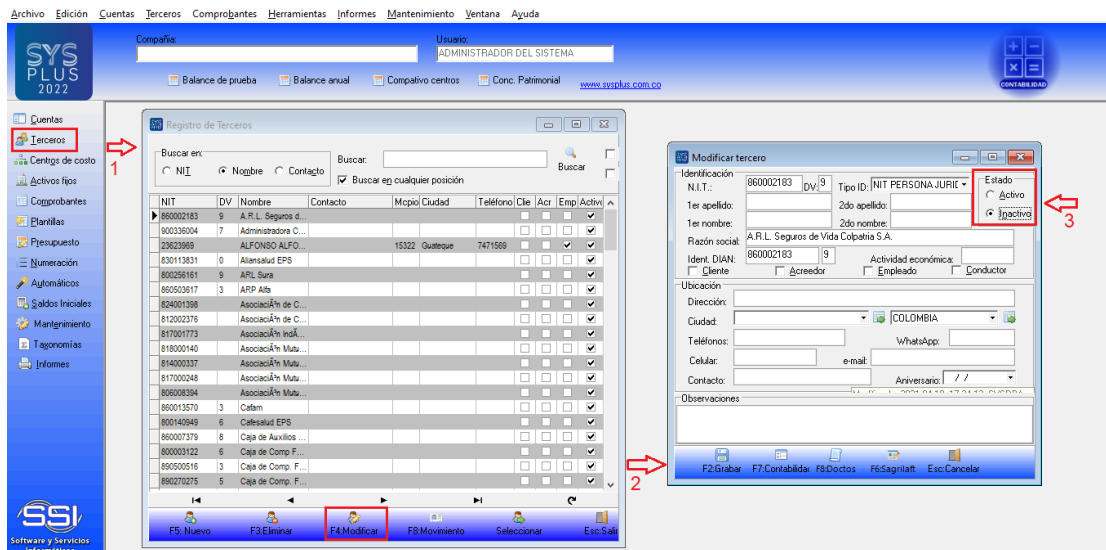 Archivo Edición Cuentas Terceros Comprobantes Herramientas Informes Mantenimiento Ventana Ayuda
SYS
PLUS
2022
Compañia:
Usuario:
ADMINISTRADOR DEL SISTEMA
Balance de prueba Balance anual Compativo centros Conc. Patrimonial www.sysplus.com.co
CONTABILIDAD
Cuentas
Terceros
Centros de costo
Activos fijos
Comprobantes
Plantillas
Presupuesto
Numeración
Automáticos
Saldos Iniciales
Mantenimiento
Taxonomías
Informes
SSI
Software y Servicios
Informáticos
1
Registro de Terceros
Buscar en:
NIT Nombre Contacto
Buscar:
Buscar en cualquier posición
Buscar
NIT DV Nombre Contacto Mcpio Ciudad Teléfono Clie Acr Emp Activo
860002183 9 A.R.L. Seguros d...
900336004 7 Administradora C...
23623969 ALFONSO ALFO... 15322 Guateque 7471569
830113831 0 Aliansalud EPS
800256161 9 ARL Sura
860503617 3 ARP Alfa
824001398 AsociaciÃ³n de C...
812002376 AsociaciÃ³n de C...
817001773 AsociaciÃ³n IndÃ...
818000140 AsociaciÃ³n Mutu...
814000337 AsociaciÃ³n Mutu...
817000248 AsociaciÃ³n Mutu...
806008394 AsociaciÃ³n Mutu...
860013570 3 Cafam
800140949 6 Cafesalud EPS
860007379 8 Caja de Auxilios ...
800003122 6 Caja de Comp F...
890500516 3 Caja de Comp. F...
890270275 5 Caja de Comp. F...
F5: Nuevo F3:Eliminar F4:Modificar F8:Movimiento Seleccionar Esc:Salir
2
Modificar tercero
Identificación
N.I.T.: 860002183 DV: 9 Tipo ID: NIT PERSONA JURIE
1er apellido: 2do apellido:
1er nombre: 2do nombre:
Razón social: A.R.L. Seguros de Vida Colpatria S.A.
Ident. DIAN: 860002183 9 Actividad económica:
Cliente Acreedor Empleado Conductor
Estado
Activo
Inactivo
3
Ubicación
Dirección:
Ciudad: COLOMBIA
Teléfonos: WhatsApp:
Celular: e-mail:
Contacto: Aniversario: / /
Observaciones
F2:Grabar F7:Contabilidar F8:Doctos F6:Sagrilaft Esc:Cancelar